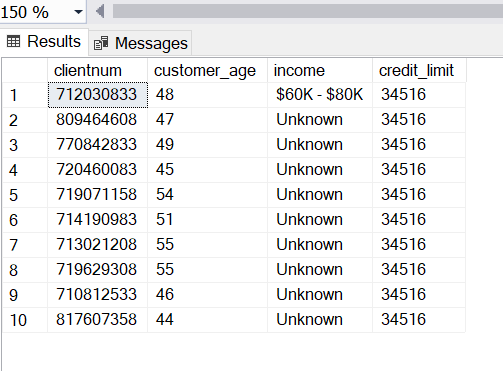 150 %
Results Messages
clientnum customer_age income credit_limit
1 712030833 48 $60K - $80K 34516
2 809464608 47 Unknown 34516
3 770842833 49 Unknown 34516
4 720460083 45 Unknown 34516
5 719071158 54 Unknown 34516
6 714190983 51 Unknown 34516
7 713021208 55 Unknown 34516
8 719629308 55 Unknown 34516
9 710812533 46 Unknown 34516
10 817607358 44 Unknown 34516